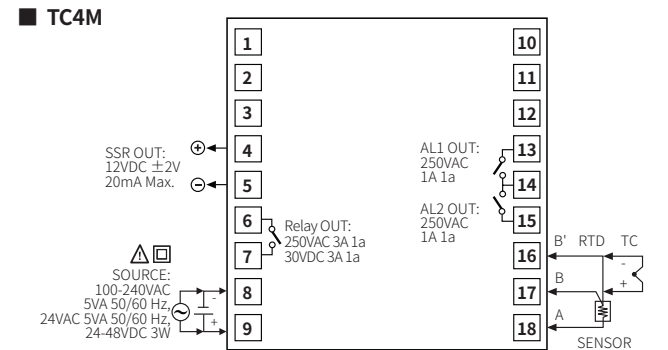 ■ TC4M
1
2
3
4
5
6
7
8
9
10
11
12
13
14
15
16
17
18
SSR OUT:
12VDC ±2V
20mA Max.
+
-
Relay OUT:
250VAC 3A 1a
30VDC 3A 1a
SOURCE:
100-240VAC
5VA 50/60 Hz,
24VAC 5VA 50/60 Hz,
24-48VDC 3W
-
+
AL1 OUT:
250VAC
1A 1a
AL2 OUT:
250VAC
1A 1a
B' RTD TC
-
+
B
A
SENSOR